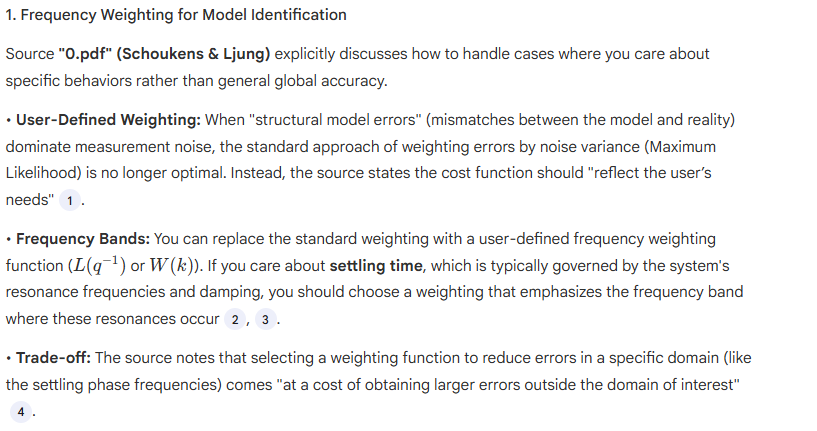 1. Frequency Weighting for Model Identification
Source "0.pdf" (Schoukens & Ljung) explicitly discusses how to handle cases where you care about
specific behaviors rather than general global accuracy.
• User-Defined Weighting: When "structural model errors" (mismatches between the model and reality)
dominate measurement noise, the standard approach of weighting errors by noise variance (Maximum
Likelihood) is no longer optimal. Instead, the source states the cost function should "reflect the user's
needs" 1 .
• Frequency Bands: You can replace the standard weighting with a user-defined frequency weighting
function (L(q⁻¹) or W(k)). If you care about settling time, which is typically governed by the system's
resonance frequencies and damping, you should choose a weighting that emphasizes the frequency band
where these resonances occur 2 , 3 .
• Trade-off: The source notes that selecting a weighting function to reduce errors in a specific domain (like
the settling phase frequencies) comes "at a cost of obtaining larger errors outside the domain of interest"
4 .